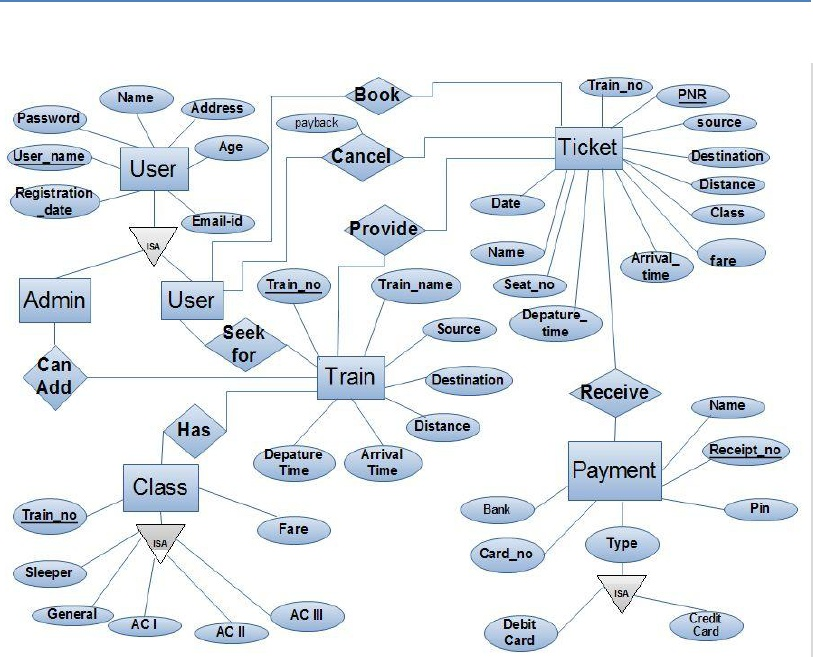 Book
Train_no
PNR
Name
Address
Password
payback
source
User_name
User
Age
Cancel
Ticket
Destination
Distance
Registration
_date
Email-id
Date
Class
Provide
ISA
Name
Arrival_
time
fare
Admin
User
Train_no
Train_name
Seat_no
Depature_
time
Seek
for
Source
Can
Add
Train
Destination
Receive
Has
Distance
Name
Depature
Time
Arrival
Time
Receipt_no
Class
Payment
Train_no
Fare
Bank
Pin
ISA
Card_no
Type
Sleeper
ISA
General
AC I
AC II
AC III
Debit
Card
Credit
Card